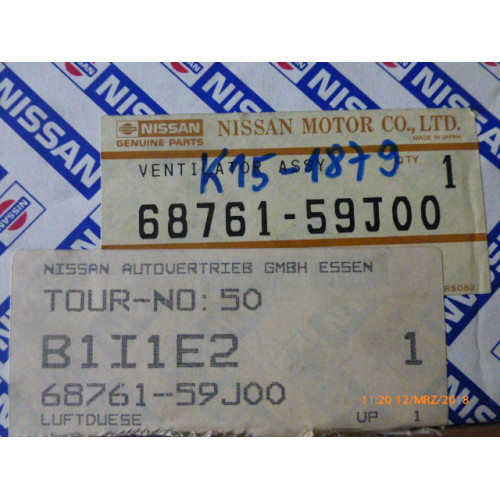 NISSAN
NISSAN MOTOR CO., LTD.
GENUINE PARTS
MADE IN JAPAN
VENTILATOR ASSY
QTY
K15-1879
1
68761-59J00
NISSAN AUTOVERTRIEB GMBH ESSEN
TOUR-NO: 50
B1I1E2
1
68761-59J00
LUFTDUESE
UP 1
11:20 12/MRZ/2018